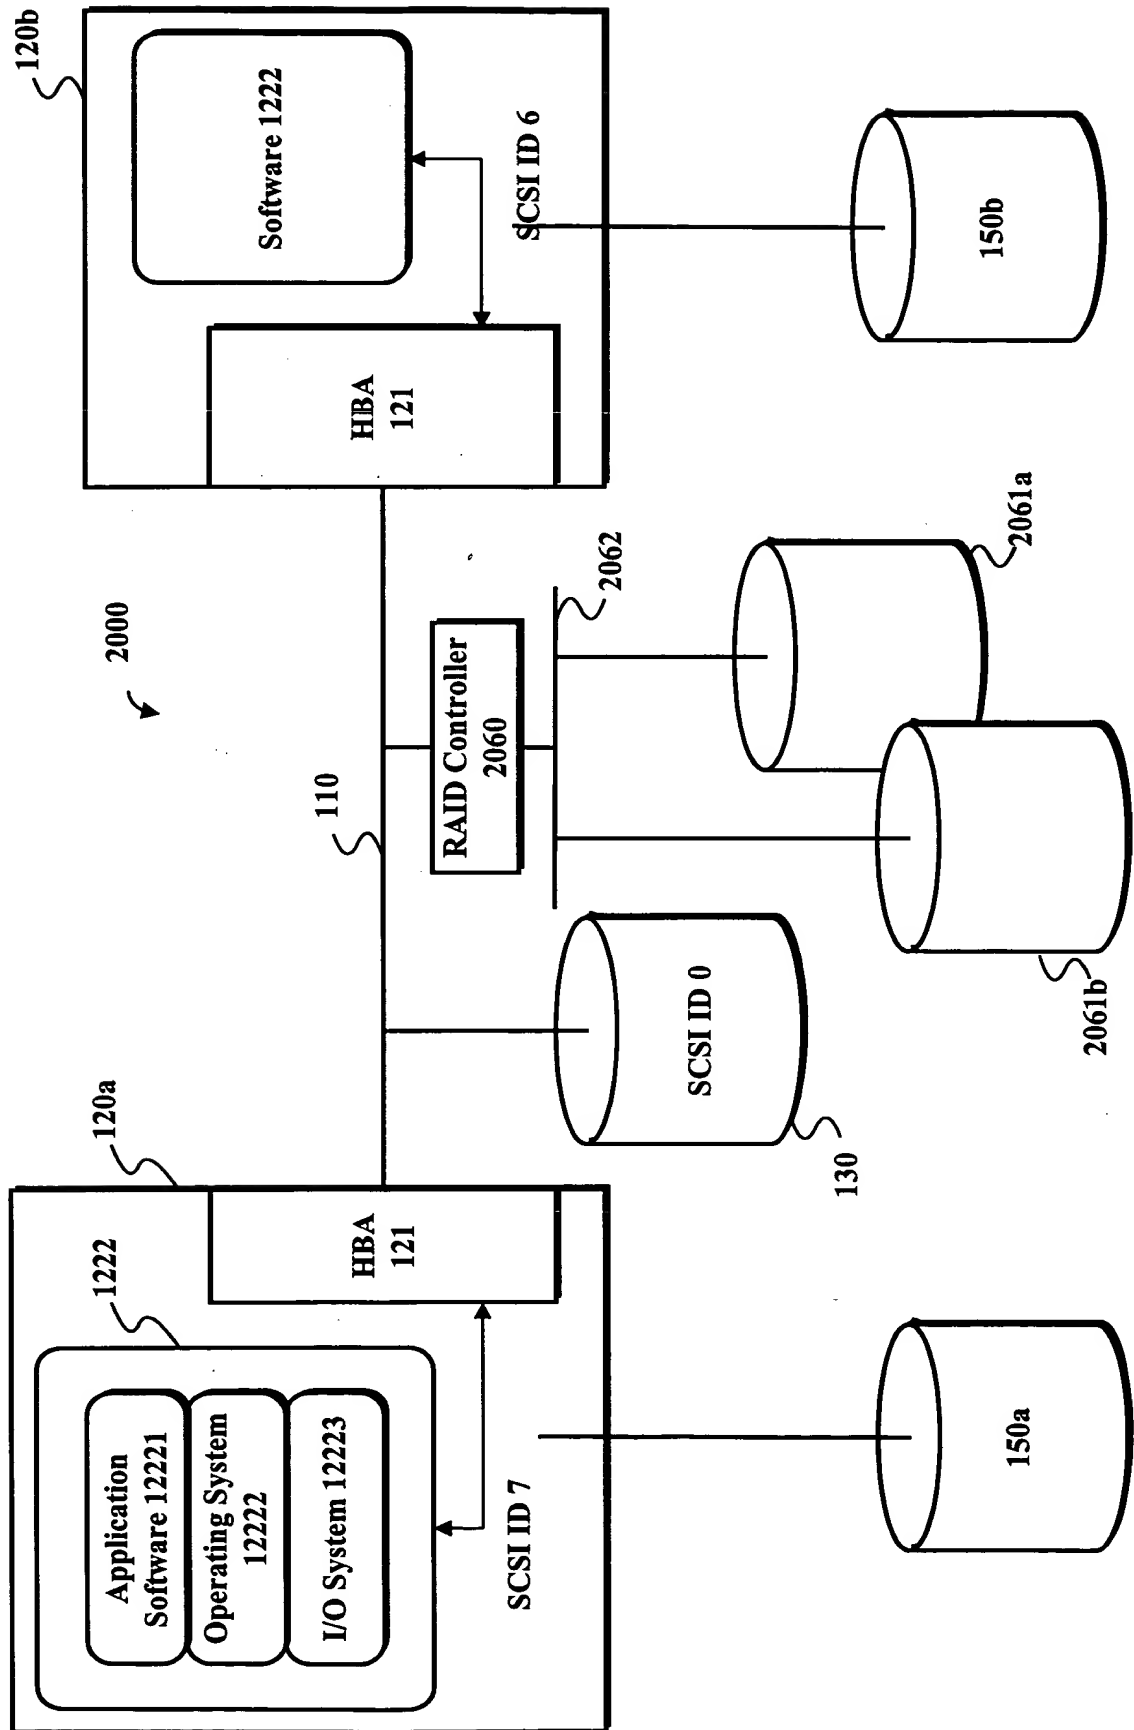 2000
120a
1222
Application
Software 12221
Operating System
12222
I/O System 12223
HBA
121
SCSI ID 7
150a
110
SCSI ID 0
130
RAID Controller
2060
2062
2061b
2061a
120b
Software 1222
HBA
121
SCSI ID 6
150b